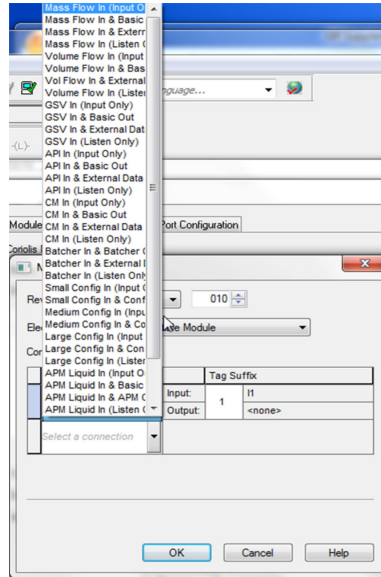 Mass Flow In (Input O
Mass Flow In & Basic
Mass Flow In & Extern
Mass Flow In (Listen O
Volume Flow In (Input
Volume Flow In & Bas
Vol Flow In & External
Volume Flow In (Listen
GSV In (Input Only)
GSV In & Basic Out
GSV In & External Dat
GSV In (Listen Only)
API In (Input Only)
API In & Basic Out
API In & External Data
API In (Listen Only)
CM In (Input Only)
CM In & Basic Out
CM In & External Data
CM In (Listen Only)
Batcher In & Batcher O
Batcher In & External I
Batcher In (Listen Only
Small Config In (Input O
Small Config In & Conf
Medium Config In (Inpu
Medium Config In & Co
Large Config In (Input
Large Config In & Con
Large Config In (Listen
APM Liquid In (Input O
APM Liquid In & Basic
APM Liquid In & APM O
APM Liquid In (Listen O
nguage...
-(L)-
Module
Port Configuration
Coriolis
M
Rev
010
Ele
Module
Con
Tag Suffix
Input:
1
I1
Output:
<none>
Select a connection
OK
Cancel
Help